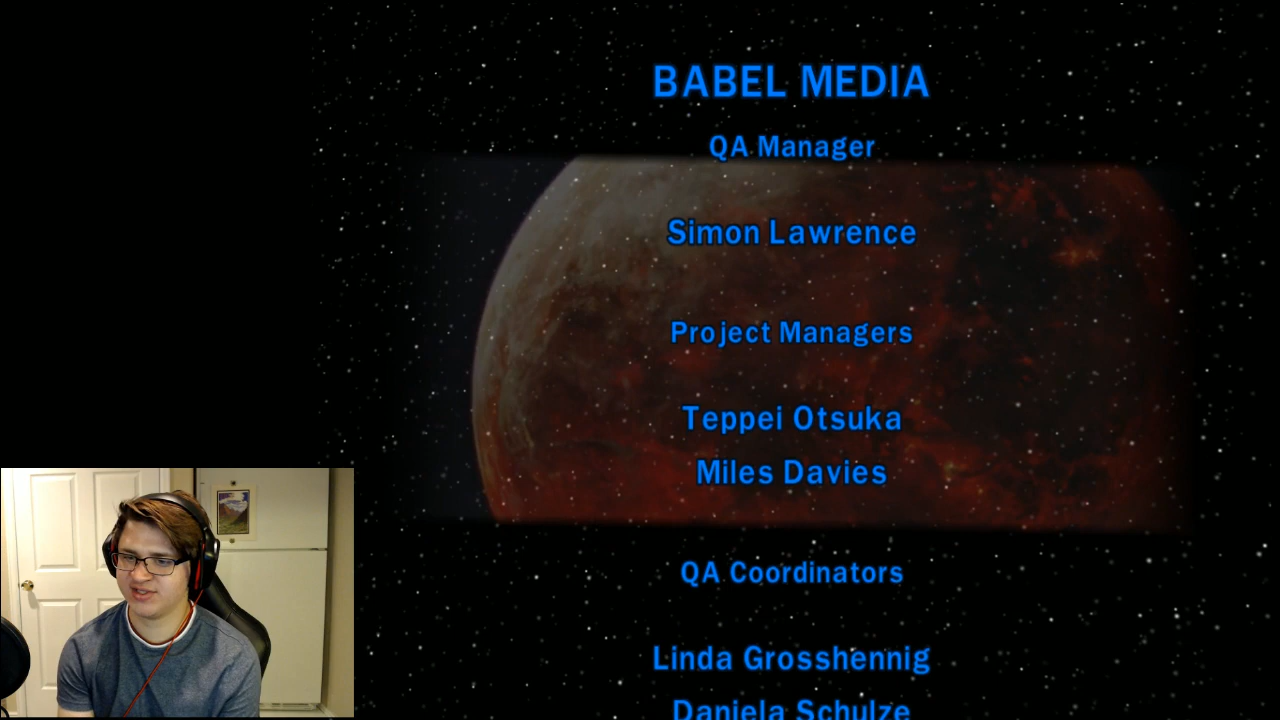 BABEL MEDIA
QA Manager
Simon Lawrence
Project Managers
Teppei Otsuka
Miles Davies
QA Coordinators
Linda Grosshennig
Daniela Schulze